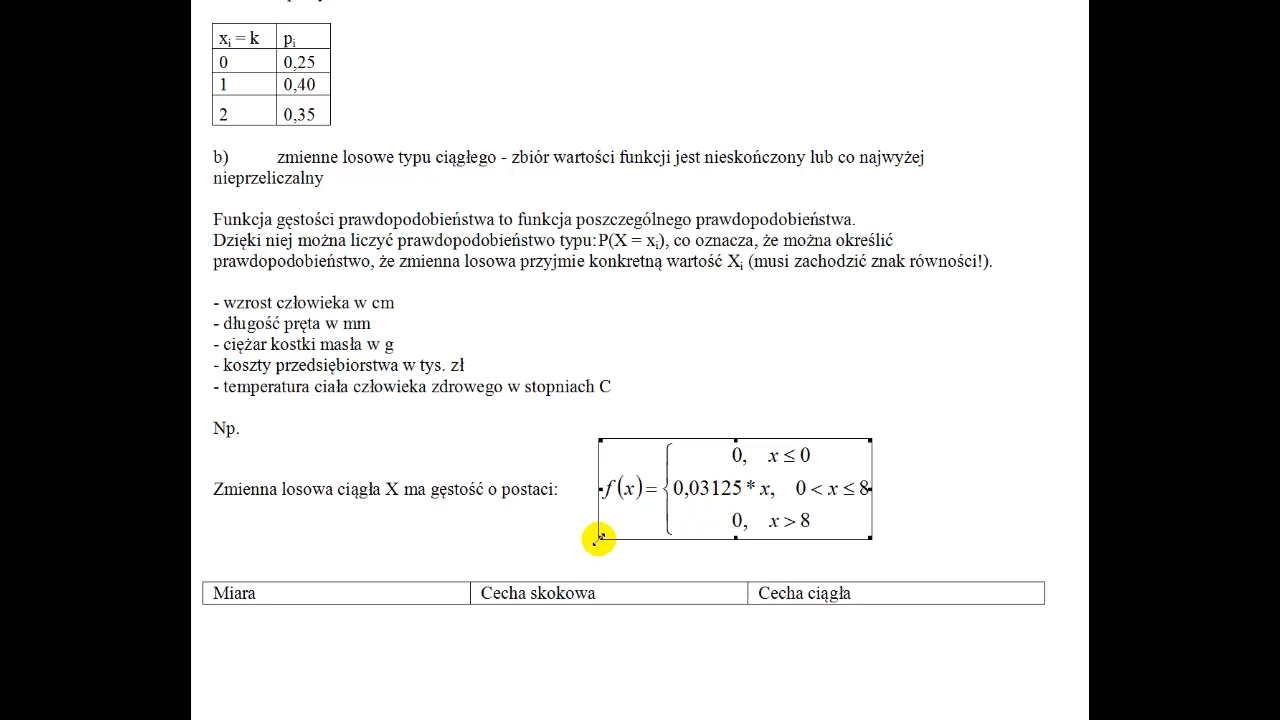 xi = k pi
0 0,25
1 0,40
2 0,35
b) zmienne losowe typu ciągłego - zbiór wartości funkcji jest nieskończony lub co najwyżej
nieprzeliczalny
Funkcja gęstości prawdopodobieństwa to funkcja poszczególnego prawdopodobieństwa.
Dzięki niej można liczyć prawdopodobieństwo typu:P(X = xi), co oznacza, że można określić
prawdopodobieństwo, że zmienna losowa przyjmie konkretną wartość Xi (musi zachodzić znak równości!).
- wzrost człowieka w cm
- długość pręta w mm
- ciężar kostki masła w g
- koszty przedsiębiorstwa w tys. zł
- temperatura ciała człowieka zdrowego w stopniach C
Np.
0, x ≤ 0
Zmienna losowa ciągła X ma gęstość o postaci: f(x) = { 0,03125 * x, 0 < x ≤ 8
0, x > 8
Miara Cecha skokowa Cecha ciągła